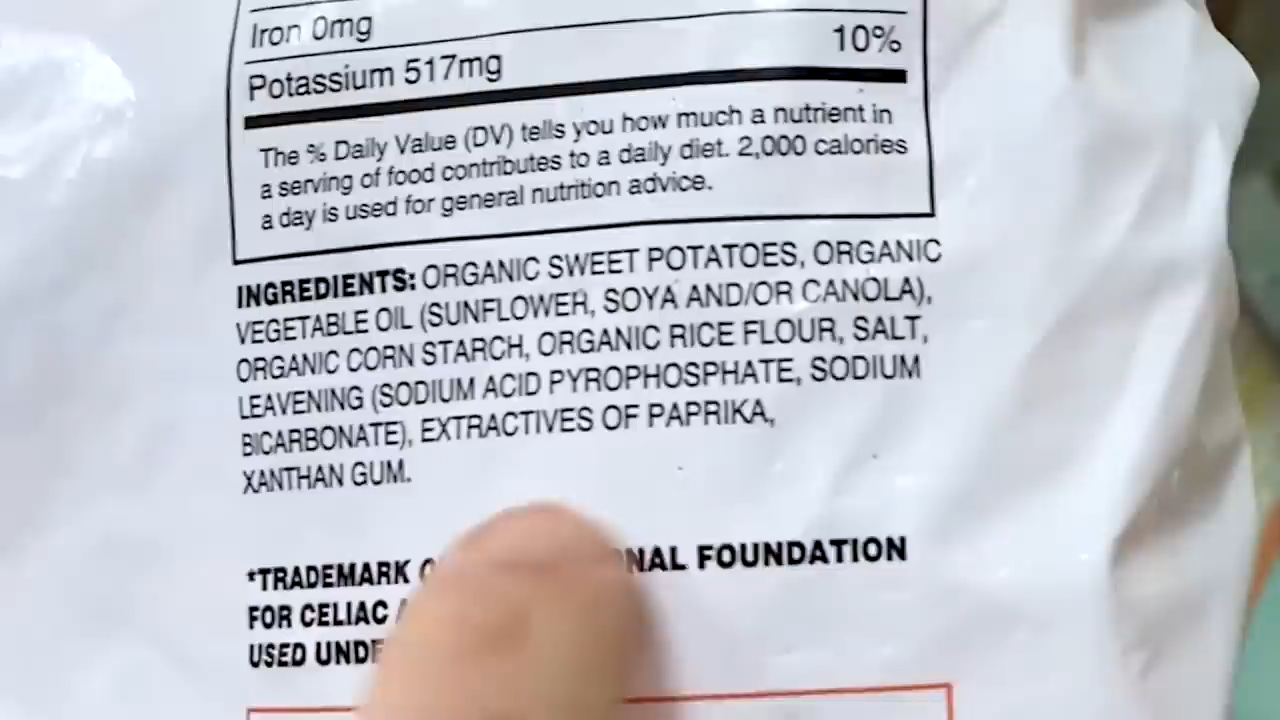 Iron 0mg
Potassium 517mg 10%
The % Daily Value (DV) tells you how much a nutrient in
a serving of food contributes to a daily diet. 2,000 calories
a day is used for general nutrition advice.
INGREDIENTS: ORGANIC SWEET POTATOES, ORGANIC
VEGETABLE OIL (SUNFLOWER, SOYA AND/OR CANOLA),
ORGANIC CORN STARCH, ORGANIC RICE FLOUR, SALT,
LEAVENING (SODIUM ACID PYROPHOSPHATE, SODIUM
BICARBONATE), EXTRACTIVES OF PAPRIKA,
XANTHAN GUM.
*TRADEMARK FOUNDATION
FOR CELIAC
USED